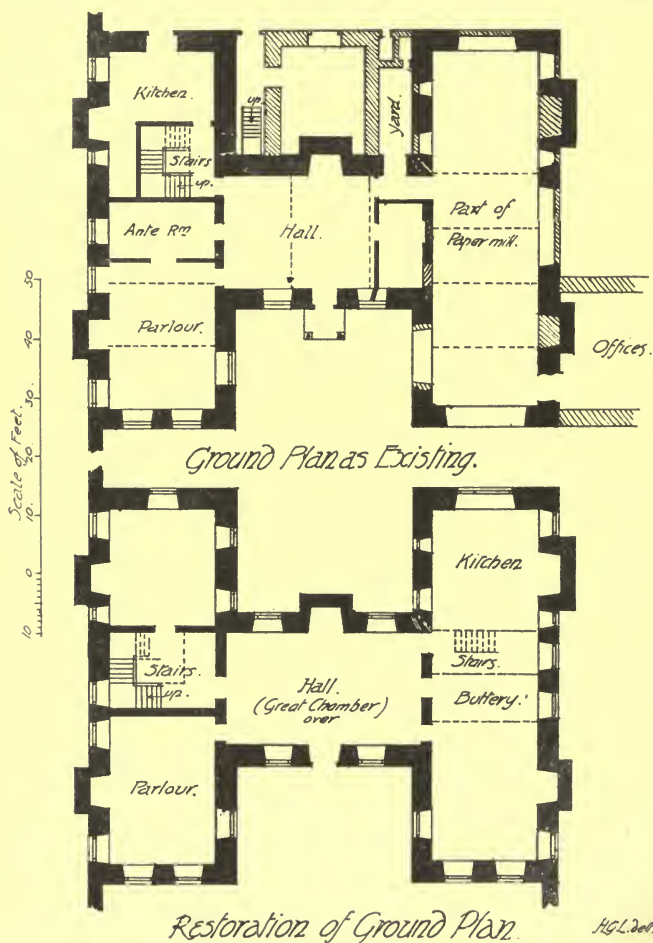 Kitchen.
up.
Stairs
up.
Yard.
Ante Rm
Hall.
Part of
Paper mill.
Parlour.
Offices.
Ground Plan as Existing.
Scale of Feet.
50
40
30.
20
10.
0
10
Kitchen
Stairs.
up.
Stairs.
Hall.
(Great Chamber)
over
Buttery.
Parlour.
Restoration of Ground Plan.
H.G.L. del.